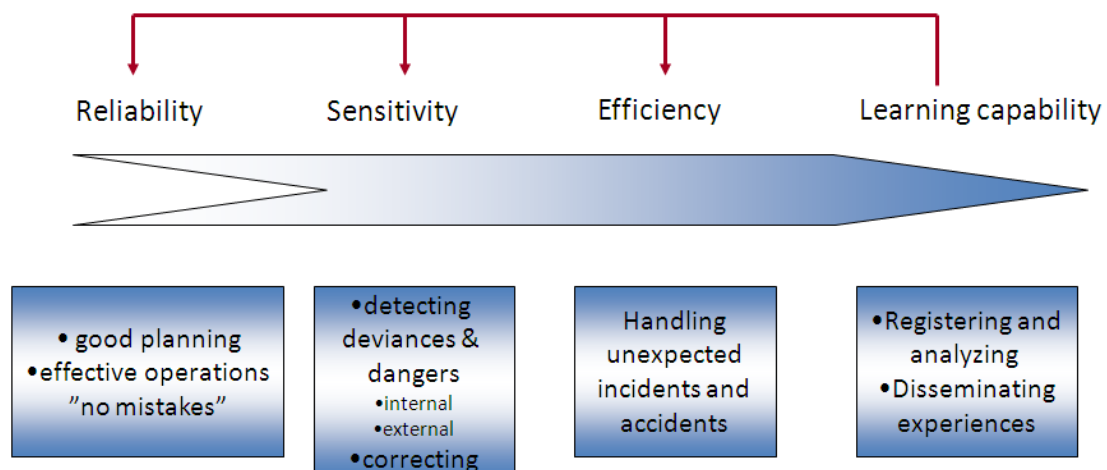 Reliability
Sensitivity
Efficiency
Learning capability
• good planning
•effective operations
”no mistakes”
•detecting
deviances &
dangers
•internal
•external
•correcting
Handling
unexpected
incidents and
accidents
•Registering and
analyzing
•Disseminating
experiences